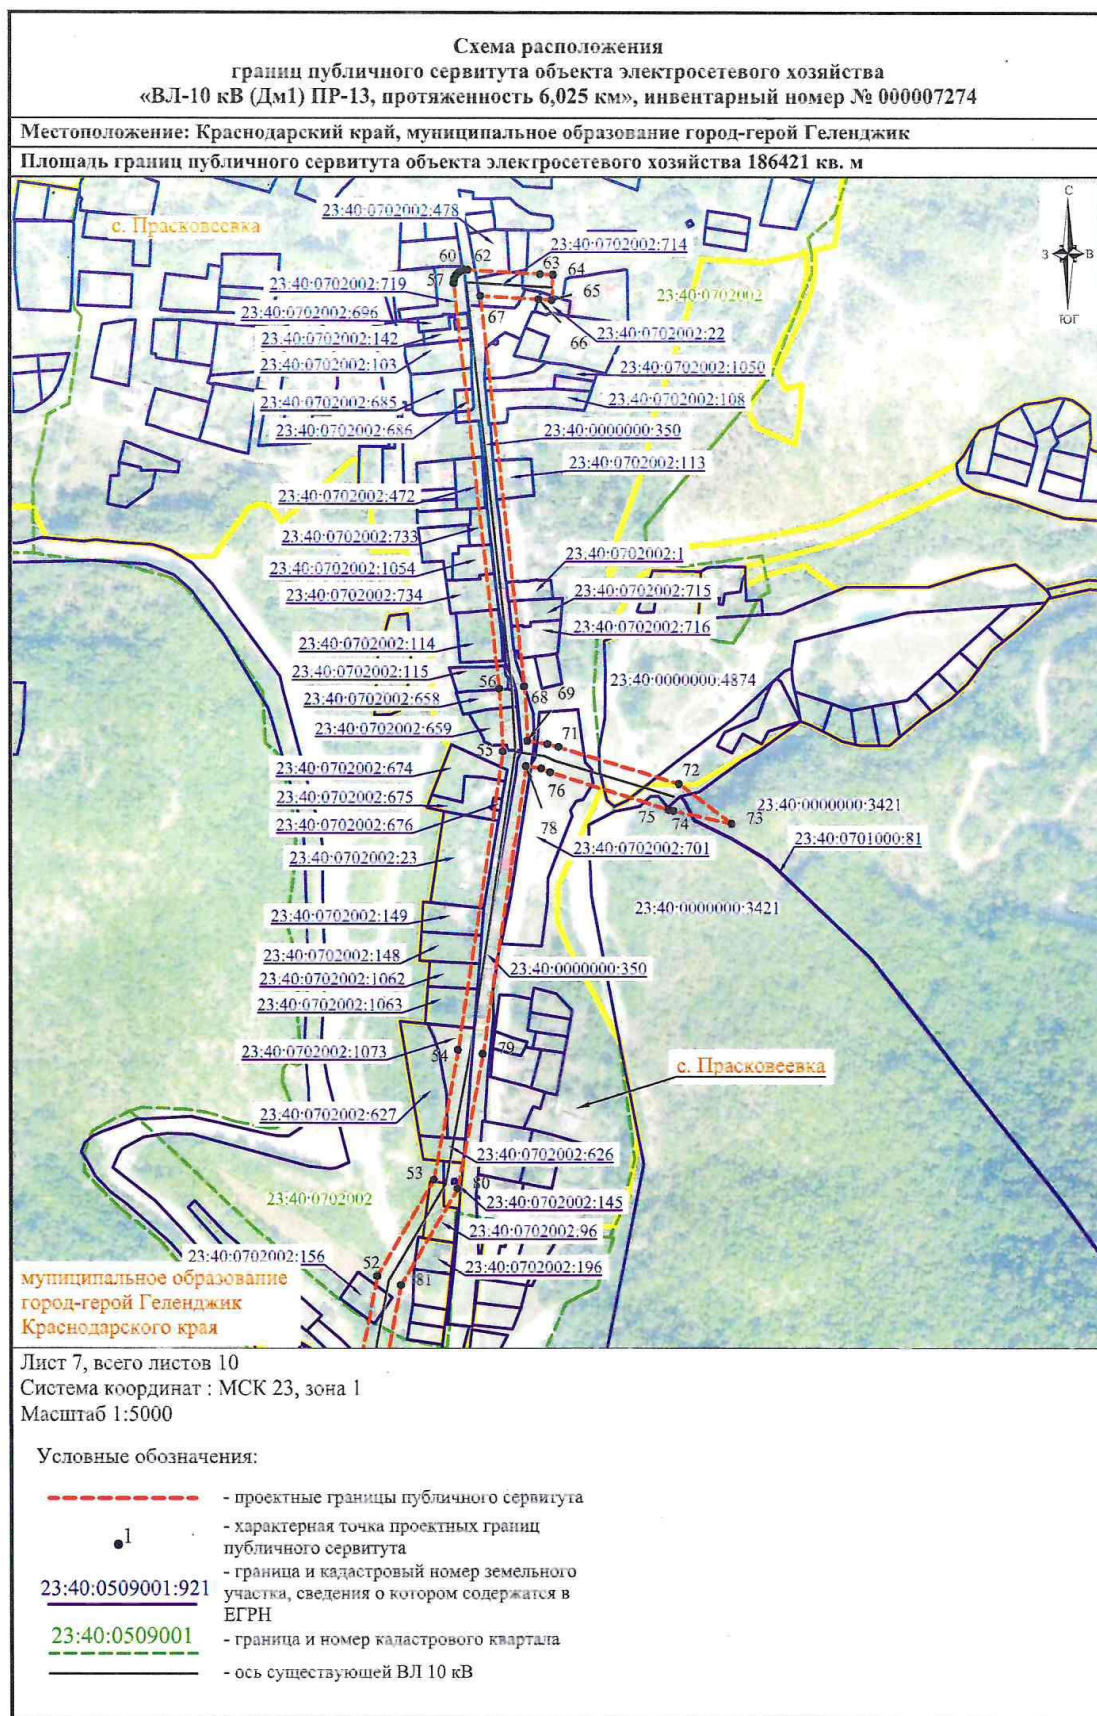 Схема расположения
границ публичного сервитута объекта электросетевого хозяйства
«ВЛ-10 кВ (Дм1) ПР-13, протяженность 6,025 км», инвентарный номер № 000007274
Местоположение: Краснодарский край, муниципальное образование город-герой Геленджик
Площадь границ публичного сервитута объекта электросетевого хозяйства 186421 кв. м
С
З
В
ЮГ
с. Прасковеевка
23:40:0702002:478
23:40:0702002:714
60
62
63
64
57
65
23:40:0702002:719
23:40:0702002
67
23:40:0702002:696
66
23:40:0702002:22
23:40:0702002:142
23:40:0702002:103
23:40:0702002:1050
23:40:0702002:685
23:40:0702002:108
23:40:0702002:686
23:40:0000000:350
23:40:0702002:113
23:40:0702002:472
23:40:0702002:733
23:40:0702002:1
23:40:0702002:1054
23:40:0702002:715
23:40:0702002:734
23:40:0702002:716
23:40:0702002:114
23:40:0702002:115
56
23:40:0000000:4874
23:40:0702002:658
68
69
23:40:0702002:659
71
55
23:40:0702002:674
72
76
23:40:0702002:675
23:40:0000000:3421
75
74
73
23:40:0702002:676
78
23:40:0702002:701
23:40:0701000:81
23:40:0702002:23
23:40:0000000:3421
23:40:0702002:149
23:40:0702002:148
23:40:0000000:350
23:40:0702002:1062
23:40:0702002:1063
23:40:0702002:1073
54
79
с. Прасковеевка
23:40:0702002:627
23:40:0702002:626
53
80
23:40:0702002
23:40:0702002:145
23:40:0702002:96
23:40:0702002:156
52
23:40:0702002:196
81
муниципальное образование
город-герой Геленджик
Краснодарского края
Лист 7, всего листов 10
Система координат : МСК 23, зона 1
Масштаб 1:5000
Условные обозначения:
- проектные границы публичного сервитута
1
- характерная точка проектных границ
публичного сервитута
23:40:0509001:921
- граница и кадастровый номер земельного
участка, сведения о котором содержатся в
ЕГРН
23:40:0509001
- граница и номер кадастрового квартала
- ось существующей ВЛ 10 кВ